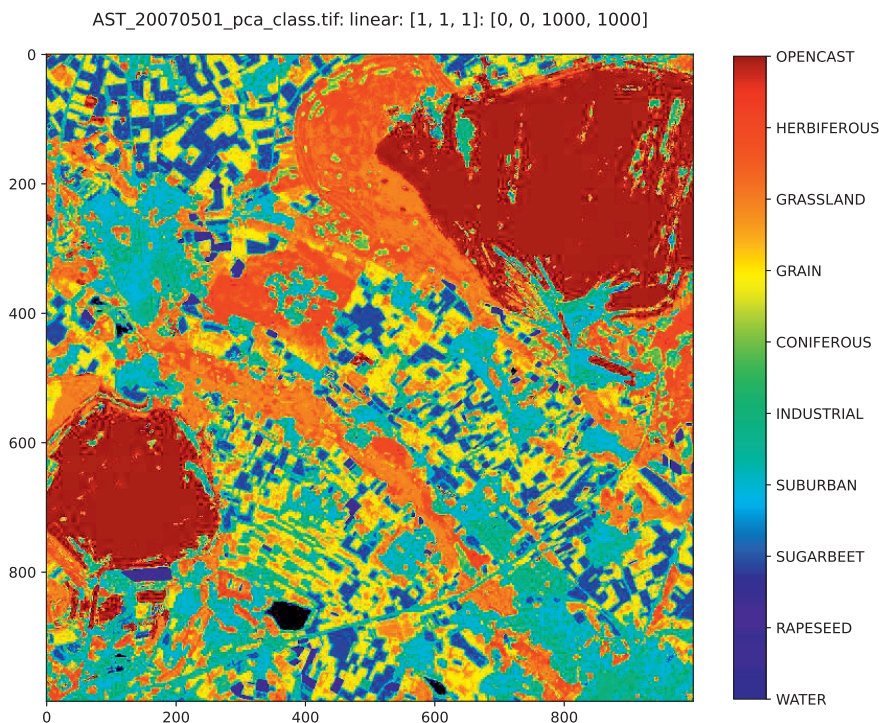 AST_20070501_pca_class.tif: linear: [1, 1, 1]: [0, 0, 1000, 1000]
0
200
400
600
800
0
200
400
600
800
OPENCAST
HERBIFEROUS
GRASSLAND
GRAIN
CONIFEROUS
INDUSTRIAL
SUBURBAN
SUGARBEET
RAPESEED
WATER